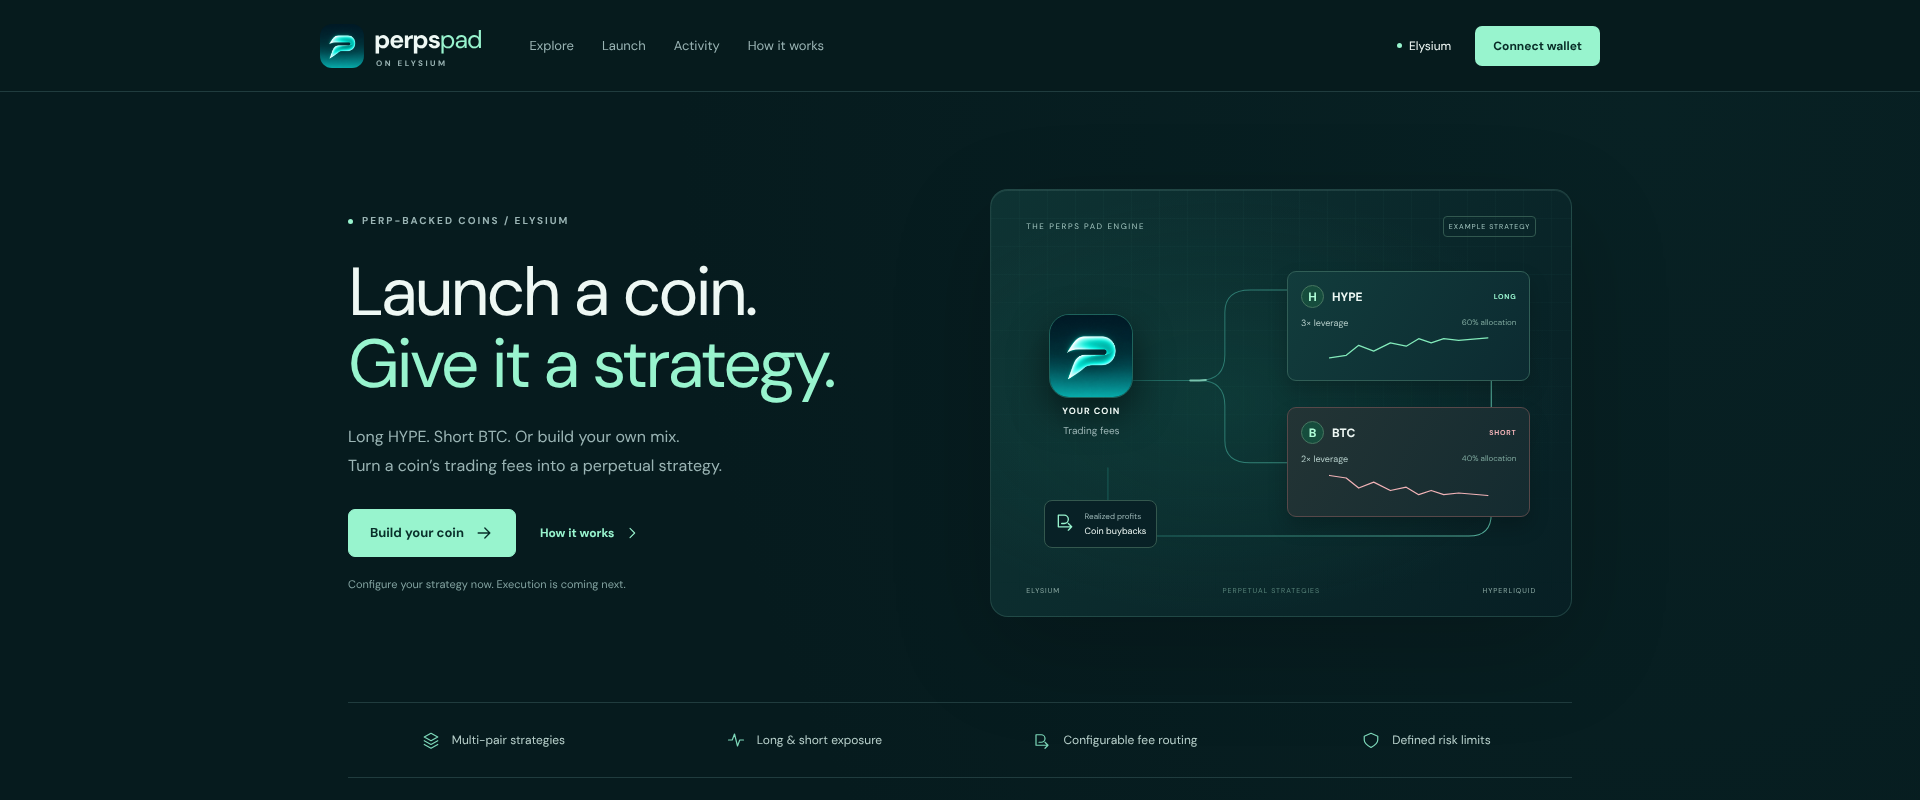 perpspad
ON ELYSIUM
Explore
Launch
Activity
How it works
Elysium
Connect wallet
PERP-BACKED COINS / ELYSIUM
Launch a coin.
Give it a strategy.
Long HYPE. Short BTC. Or build your own mix.
Turn a coin’s trading fees into a perpetual strategy.
Build your coin
How it works
Configure your strategy now. Execution is coming next.
THE PERPS PAD ENGINE
EXAMPLE STRATEGY
YOUR COIN
Trading fees
H HYPE
LONG
3× leverage
60% allocation
B BTC
SHORT
2× leverage
40% allocation
Realized profits
Coin buybacks
ELYSIUM
PERPETUAL STRATEGIES
HYPERLIQUID
Multi-pair strategies
Long & short exposure
Configurable fee routing
Defined risk limits